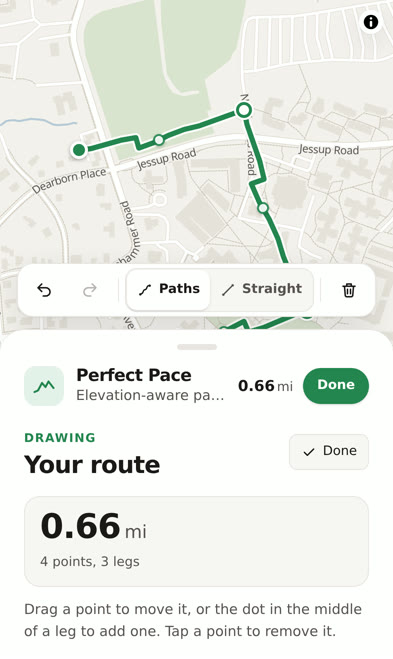 Jessup Road
Jessup Road
Dearborn Place
Road
Paths
Straight
Perfect Pace
Elevation-aware pa…
0.66 mi
Done
DRAWING
Your route
Done
0.66 mi
4 points, 3 legs
Drag a point to move it, or the dot in the middle
of a leg to add one. Tap a point to remove it.